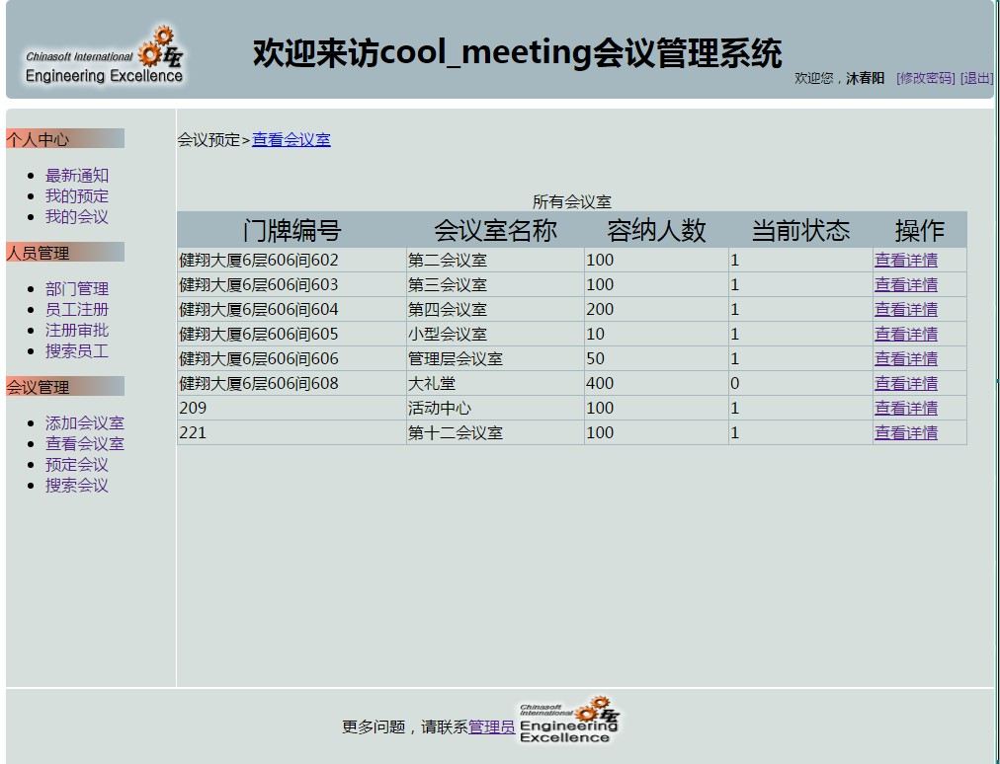 Chinasoft International
Engineering Excellence
欢迎来访cool_meeting会议管理系统
欢迎您，沐春阳 [修改密码] [退出]
个人中心
最新通知
我的预定
我的会议
人员管理
部门管理
员工注册
注册审批
搜索员工
会议管理
添加会议室
查看会议室
预定会议
搜索会议
会议预定>查看会议室
所有会议室
门牌编号 会议室名称 容纳人数 当前状态 操作
健翔大厦6层606间602 第二会议室 100 1 查看详情
健翔大厦6层606间603 第三会议室 100 1 查看详情
健翔大厦6层606间604 第四会议室 200 1 查看详情
健翔大厦6层606间605 小型会议室 10 1 查看详情
健翔大厦6层606间606 管理层会议室 50 1 查看详情
健翔大厦6层606间608 大礼堂 400 0 查看详情
209 活动中心 100 1 查看详情
221 第十二会议室 100 1 查看详情
更多问题，请联系管理员
Chinasoft
International
Engineering
Excellence